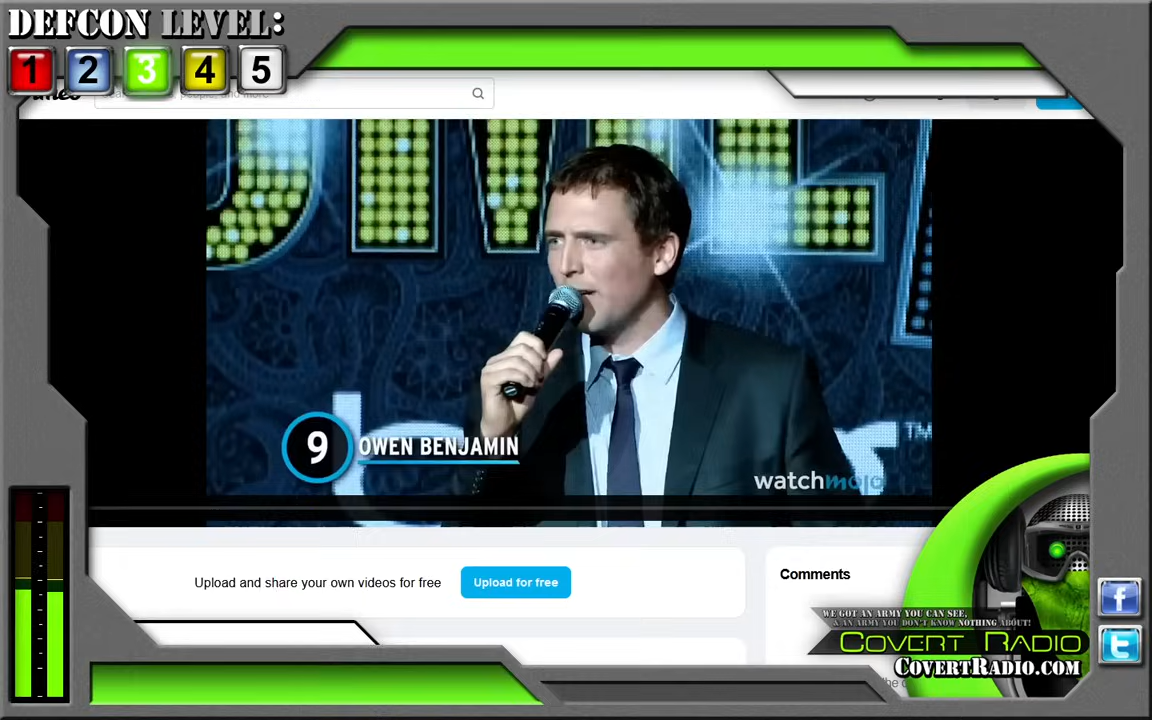 DEFCON LEVEL:
1 2 3 4 5
9 OWEN BENJAMIN
watchmojo
Upload and share your own videos for free
Upload for free
Comments
WE GOT AN ARMY YOU CAN SEE,
& AN ARMY YOU DON'T KNOW NOTHING ABOUT!
COVERT RADIO
COVERTRADIO.COM